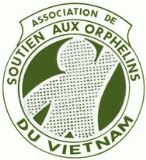 ASSOCIATION DE
SOUTIEN AUX ORPHELINS
DU VIETNAM